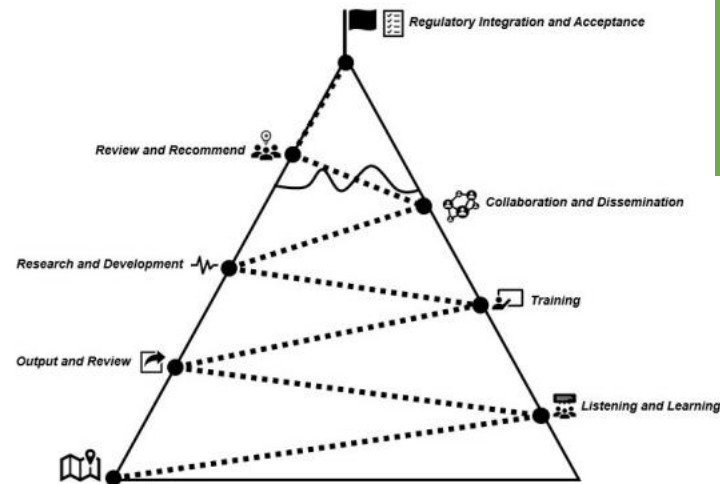 Regulatory Integration and Acceptance
Review and Recommend
Collaboration and Dissemination
Research and Development
Training
Output and Review
Listening and Learning